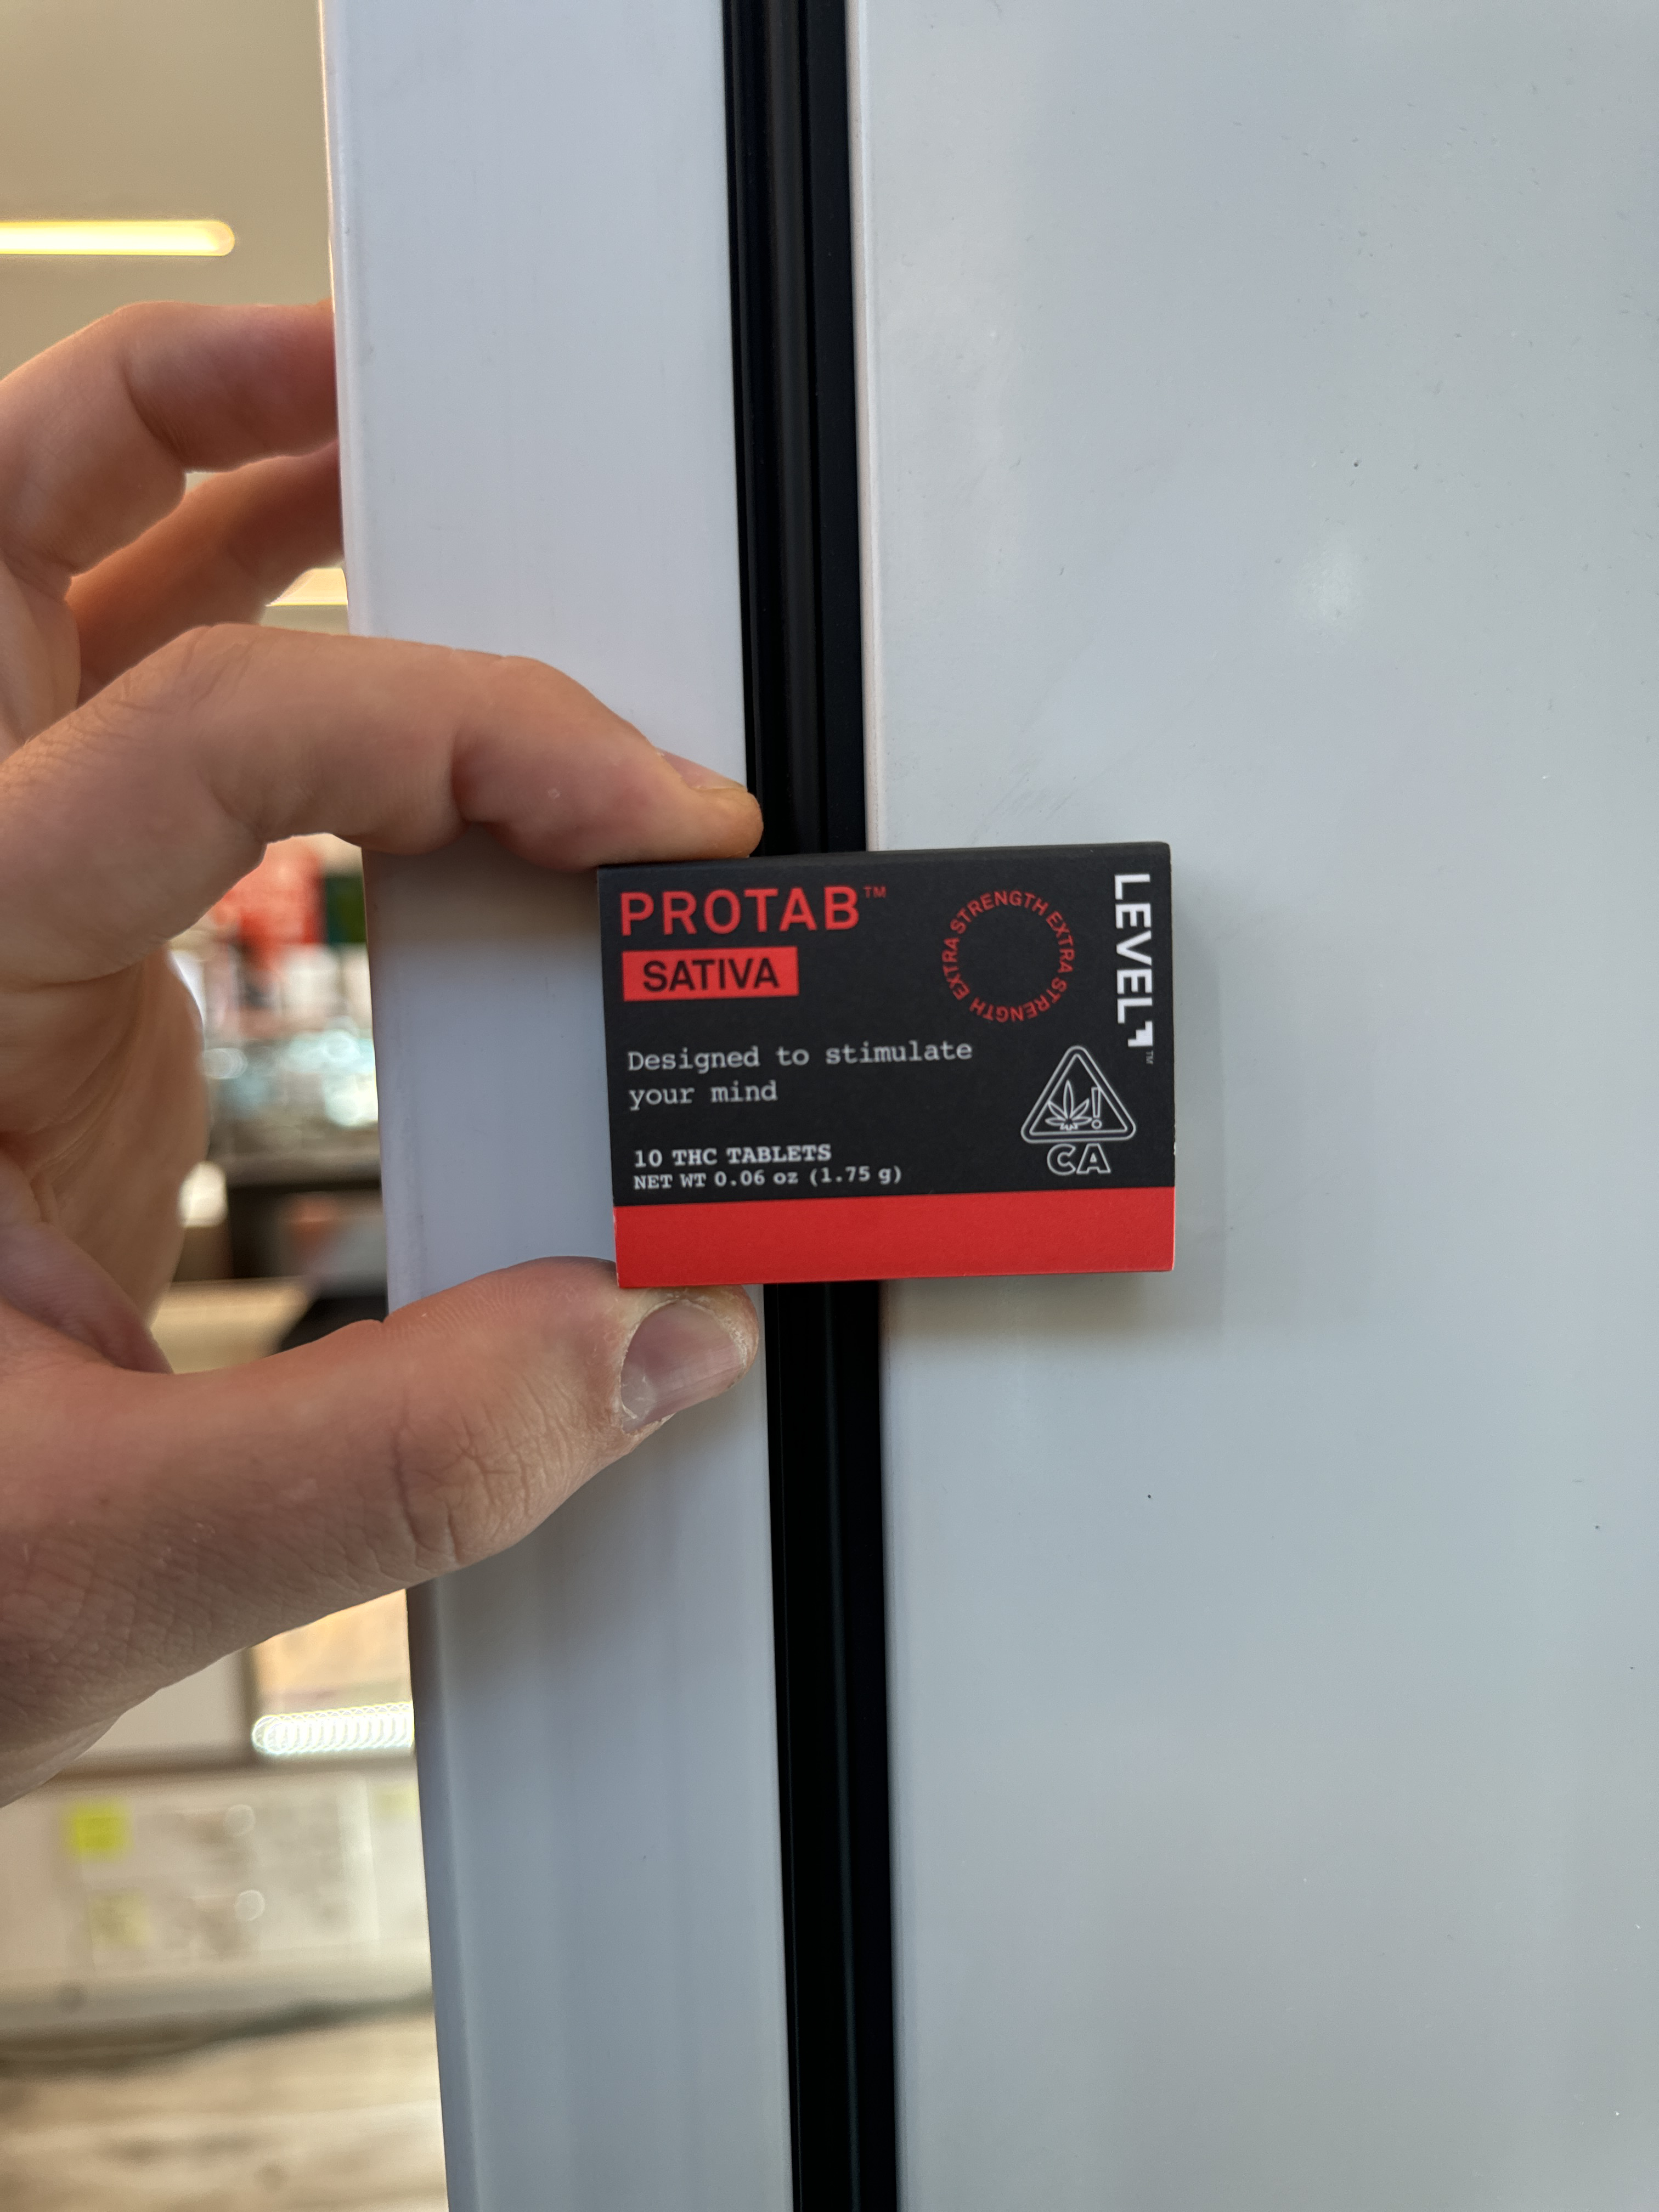 PROTAB™
SATIVA
EXTRA STRENGTH EXTRA STRENGTH
LEVEL™
Designed to stimulate
your mind
10 THC TABLETS
NET WT 0.06 oz (1.75 g)
CA